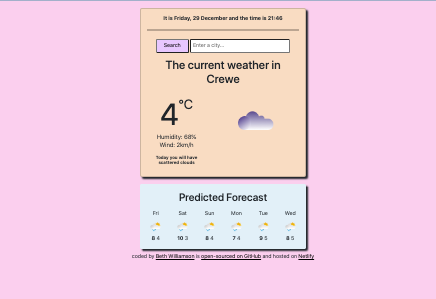 It is Friday, 29 December and the time is 21:46
Search Enter a city...
The current weather in
Crewe
4°C
Humidity: 68%
Wind: 2km/h
Today you will have
scattered clouds
Predicted Forecast
Fri Sat Sun Mon Tue Wed
8 4 10 3 8 4 7 4 9 5 8 5
coded by Beth Williamson is open-sourced on GitHub and hosted on Netlify